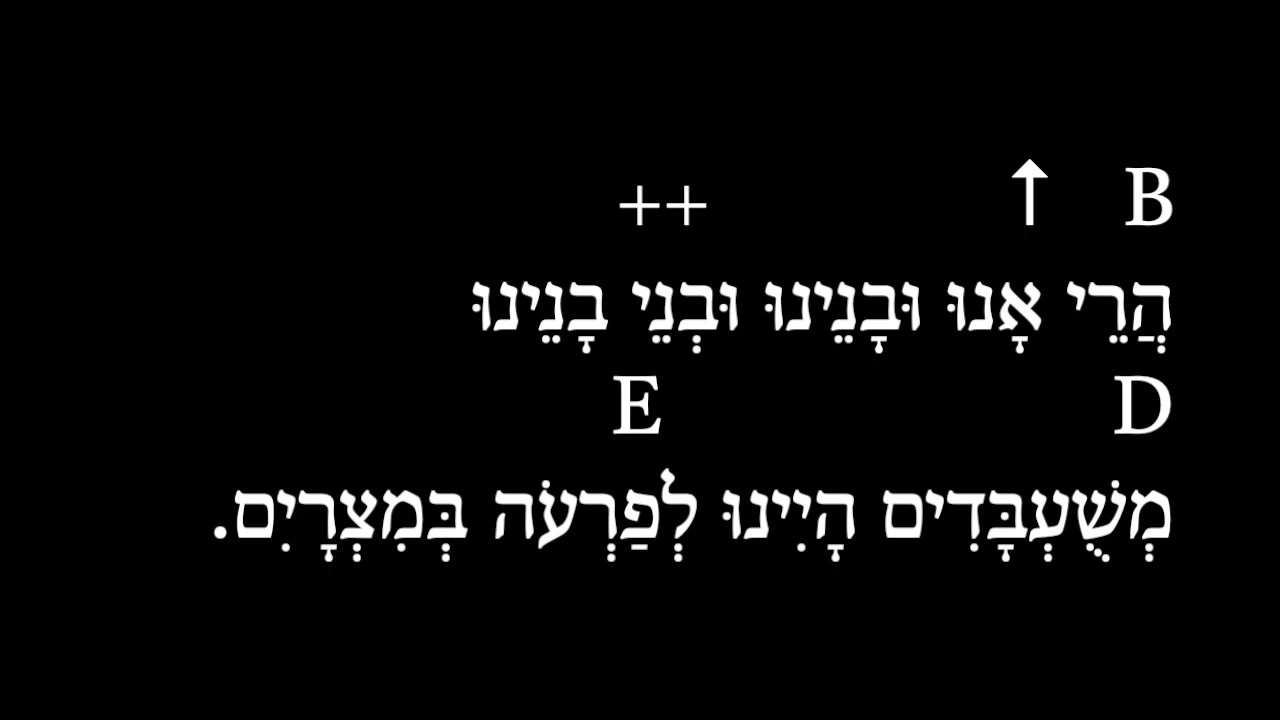 B ↑ ++
הֲרֵי אָנוּ וּבָנֵינוּ וּבְנֵי בָנֵינוּ
D E
מְשֻׁעְבָּדִים הָיִינוּ לְפַרְעֹה בְּמִצְרָיִם.